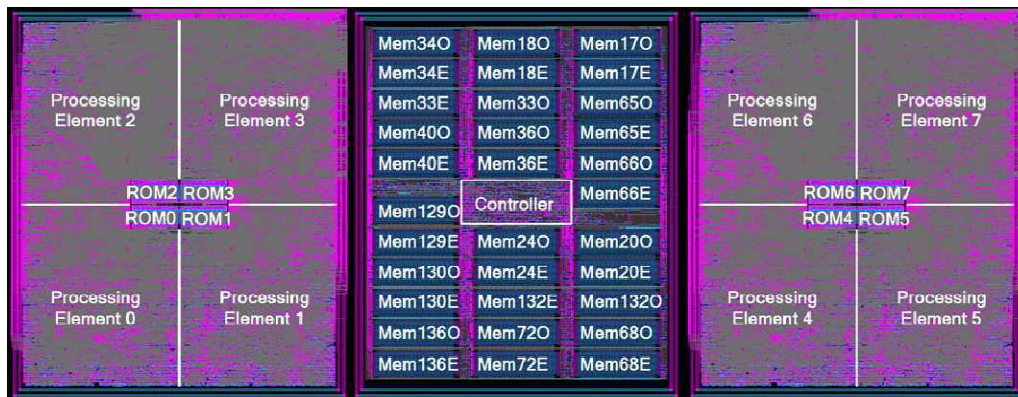 Processing
Element 2
Processing
Element 3
ROM2 ROM3
ROM0 ROM1
Processing
Element 0
Processing
Element 1
Mem34O Mem18O Mem17O
Mem34E Mem18E Mem17E
Mem33E Mem33O Mem65O
Mem40O Mem36O Mem65E
Mem40E Mem36E Mem66O
Mem66E
Mem129O Controller
Mem129E Mem24O Mem20O
Mem130O Mem24E Mem20E
Mem130E Mem132E Mem132O
Mem136O Mem72O Mem68O
Mem136E Mem72E Mem68E
Processing
Element 6
Processing
Element 7
ROM6 ROM7
ROM4 ROM5
Processing
Element 4
Processing
Element 5